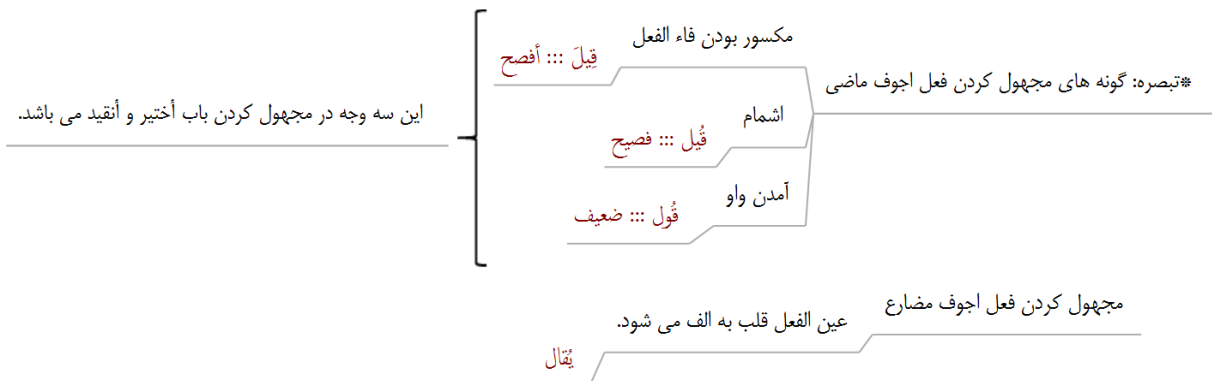 *تبصره: گونه های مجهول کردن فعل اجوف ماضی
مکسور بودن فاء الفعل
قِیلَ ::: أفصح
اشمام
قُیل ::: فصیح
آمدن واو
قُول ::: ضعیف
این سه وجه در مجهول کردن باب أختیر و أنقید می باشد.
مجهول کردن فعل اجوف مضارع
عین الفعل قلب به الف می شود.
یُقال